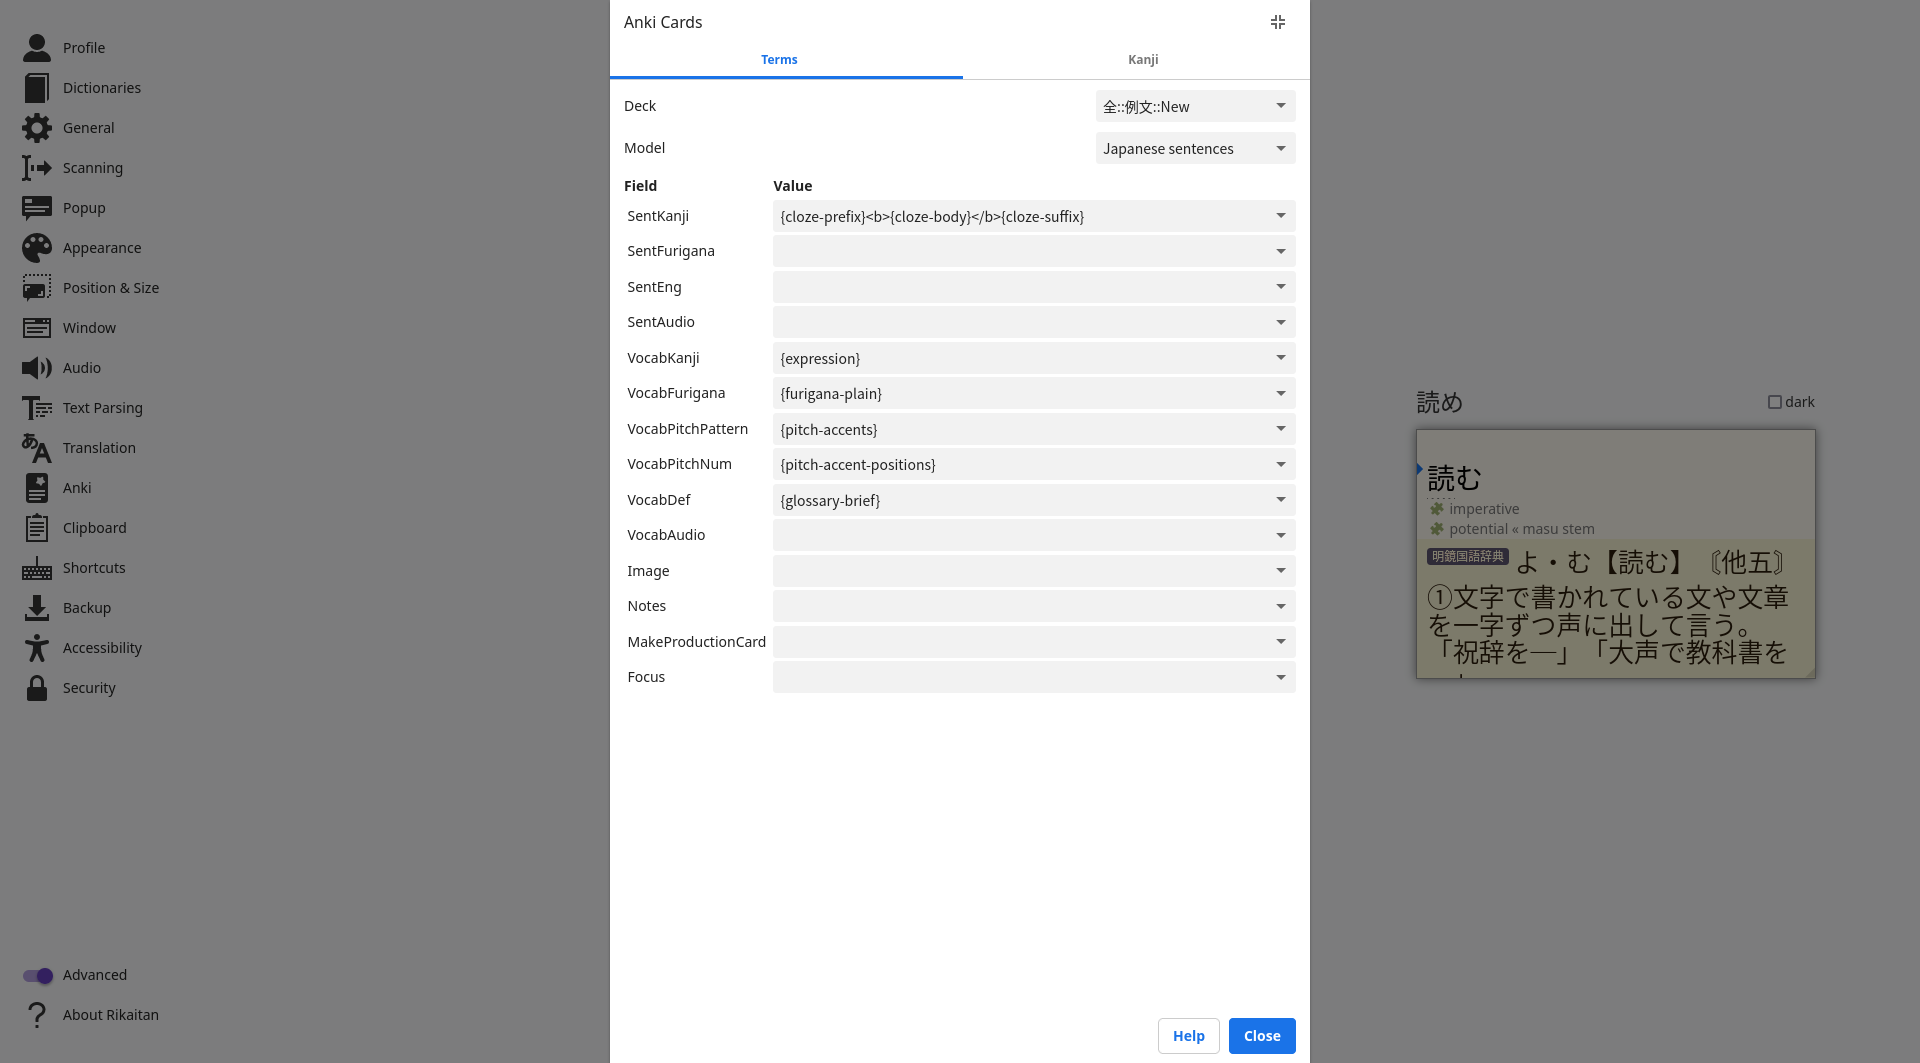 Profile
Dictionaries
General
Scanning
Popup
Appearance
Position & Size
Window
Audio
Text Parsing
Translation
Anki
Clipboard
Shortcuts
Backup
Accessibility
Security
Advanced
About Rikaitan
Anki Cards
Terms Kanji
Deck 全::例文::New
Model Japanese sentences
Field Value
SentKanji {cloze-prefix}<b>{cloze-body}</b>{cloze-suffix}
SentFurigana
SentEng
SentAudio
VocabKanji {expression}
VocabFurigana {furigana-plain}
VocabPitchPattern {pitch-accents}
VocabPitchNum {pitch-accent-positions}
VocabDef {glossary-brief}
VocabAudio
Image
Notes
MakeProductionCard
Focus
Help Close
読め dark
読む
imperative
potential « masu stem
明鏡国語辞典 よ・む【読む】〘他五〙
①文字で書かれている文や文章
を一字ずつ声に出して言う。
「祝辞を―」「大声で教科書を